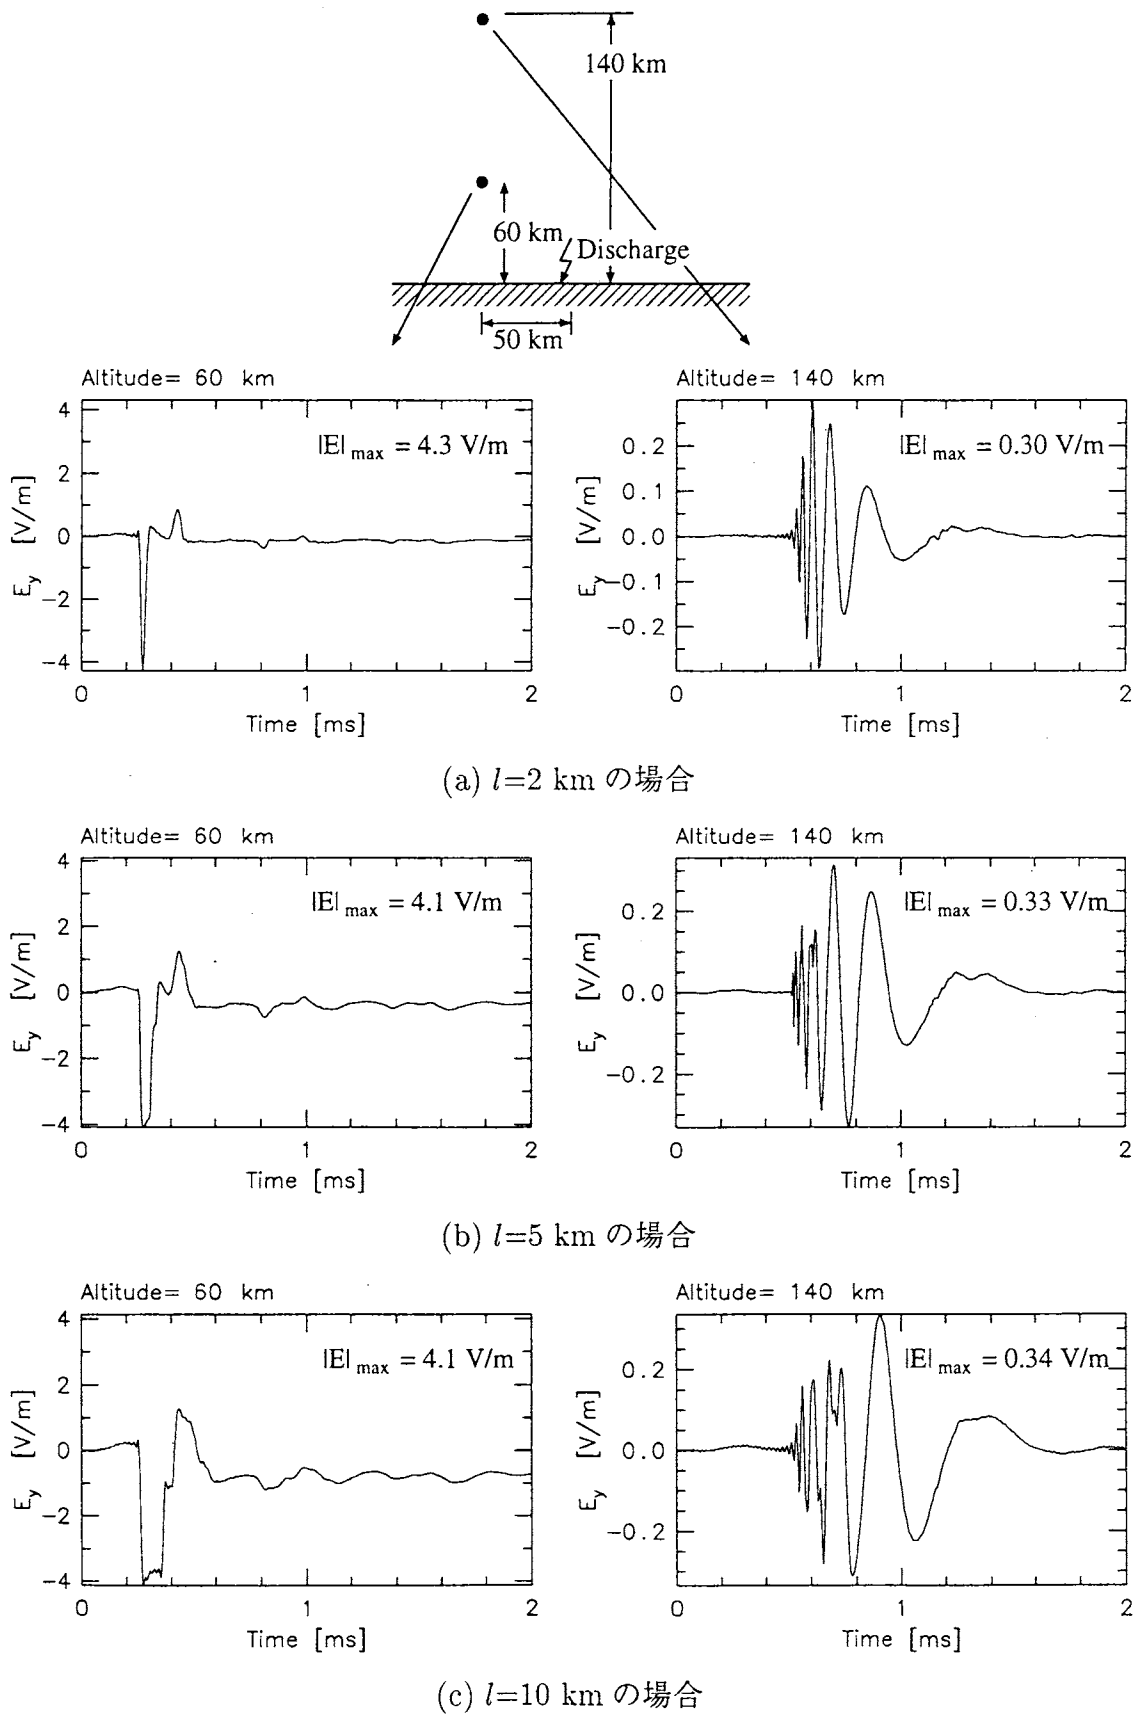 140 km
60 km
Discharge
50 km
Altitude= 60 km
4
2
0
−2
−4
E_y [V/m]
|E| max = 4.3 V/m
0
1
2
Time [ms]
Altitude= 140 km
0.2
0.1
0.0
−0.1
−0.2
E_y [V/m]
|E| max = 0.30 V/m
0
1
2
Time [ms]
(a) l=2 km の場合
Altitude= 60 km
4
2
0
−2
−4
E_y [V/m]
|E| max = 4.1 V/m
0
1
2
Time [ms]
Altitude= 140 km
0.2
0.0
−0.2
E_y [V/m]
|E| max = 0.33 V/m
0
1
2
Time [ms]
(b) l=5 km の場合
Altitude= 60 km
4
2
0
−2
−4
E_y [V/m]
|E| max = 4.1 V/m
0
1
2
Time [ms]
Altitude= 140 km
0.2
0.0
−0.2
E_y [V/m]
|E| max = 0.34 V/m
0
1
2
Time [ms]
(c) l=10 km の場合